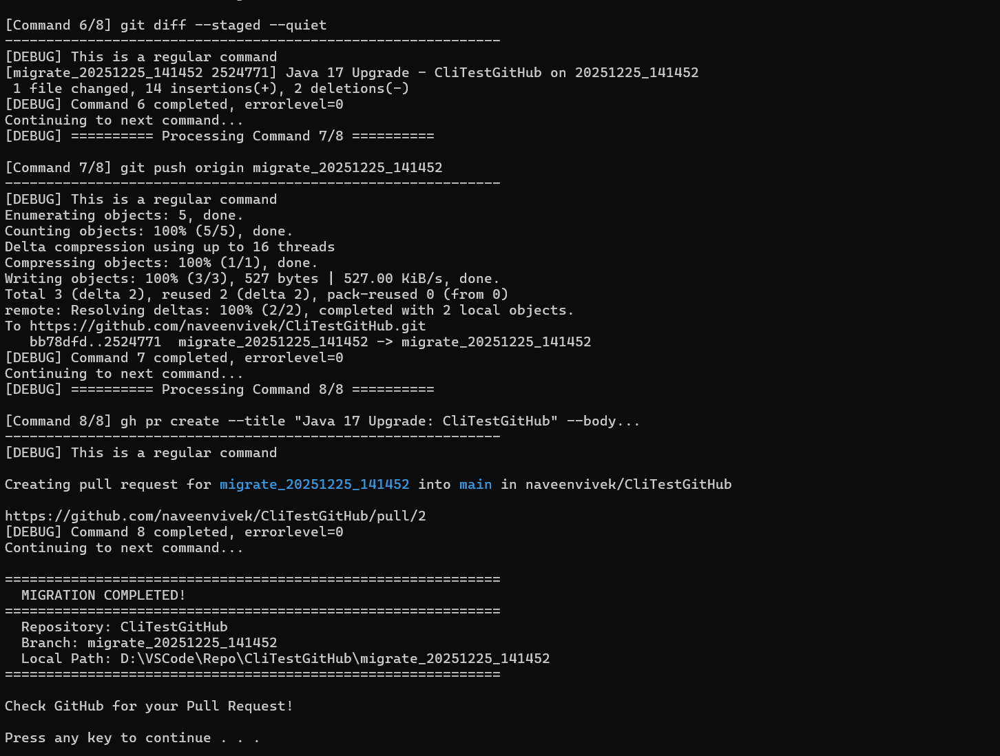 [Command 6/8] git diff --staged --quiet
------------------------------------------------------------
[DEBUG] This is a regular command
[migrate_20251225_141452 2524771] Java 17 Upgrade - CliTestGitHub on 20251225_141452
 1 file changed, 14 insertions(+), 2 deletions(-)
[DEBUG] Command 6 completed, errorlevel=0
Continuing to next command...
[DEBUG] ========== Processing Command 7/8 ==========
[Command 7/8] git push origin migrate_20251225_141452
------------------------------------------------------------
[DEBUG] This is a regular command
Enumerating objects: 5, done.
Counting objects: 100% (5/5), done.
Delta compression using up to 16 threads
Compressing objects: 100% (1/1), done.
Writing objects: 100% (3/3), 527 bytes | 527.00 KiB/s, done.
Total 3 (delta 2), reused 2 (delta 2), pack-reused 0 (from 0)
remote: Resolving deltas: 100% (2/2), completed with 2 local objects.
To https://github.com/naveenvivek/CliTestGitHub.git
   bb78dfd..2524771  migrate_20251225_141452 -> migrate_20251225_141452
[DEBUG] Command 7 completed, errorlevel=0
Continuing to next command...
[DEBUG] ========== Processing Command 8/8 ==========
[Command 8/8] gh pr create --title "Java 17 Upgrade: CliTestGitHub" --body...
------------------------------------------------------------
[DEBUG] This is a regular command
Creating pull request for migrate_20251225_141452 into main in naveenvivek/CliTestGitHub
https://github.com/naveenvivek/CliTestGitHub/pull/2
[DEBUG] Command 8 completed, errorlevel=0
Continuing to next command...
============================================================
  MIGRATION COMPLETED!
============================================================
  Repository: CliTestGitHub
  Branch: migrate_20251225_141452
  Local Path: D:\VSCode\Repo\CliTestGitHub\migrate_20251225_141452
============================================================
Check GitHub for your Pull Request!
Press any key to continue . . .